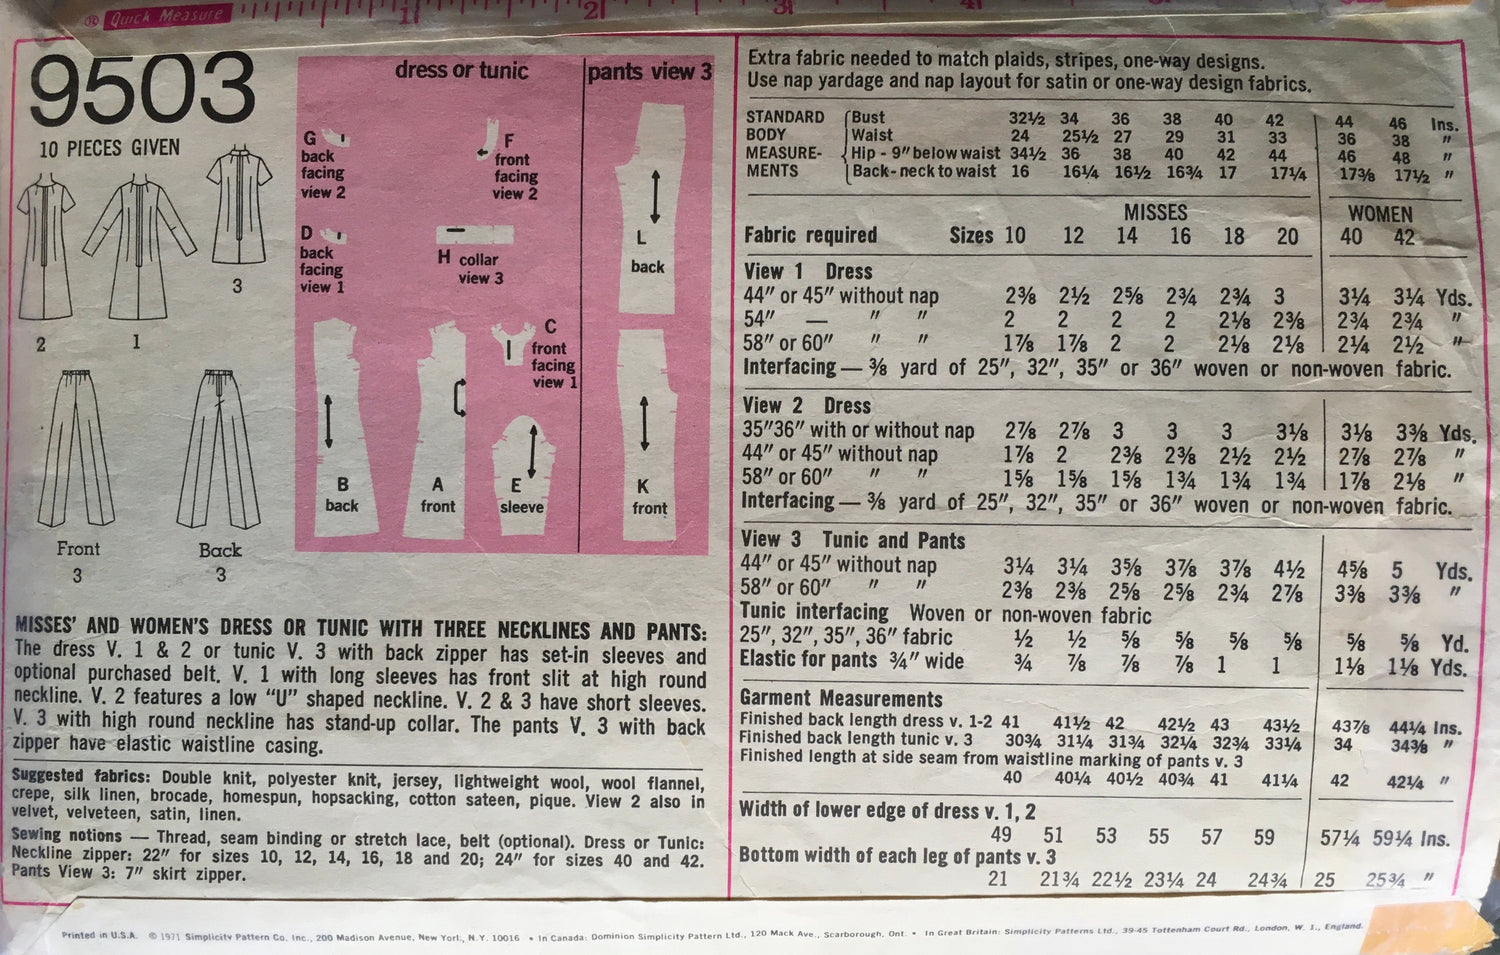 Quick Measure 1 2 3 4
9503
10 PIECES GIVEN
2 1 3
Front Back
3 3
dress or tunic
pants view 3
G back facing view 2
F front facing view 2
D back facing view 1
H collar view 3
C front facing view 1
B back
A front
E sleeve
L back
K front
MISSES' AND WOMEN'S DRESS OR TUNIC WITH THREE NECKLINES AND PANTS:
The dress V. 1 & 2 or tunic V. 3 with back zipper has set-in sleeves and
optional purchased belt. V. 1 with long sleeves has front slit at high round
neckline. V. 2 features a low "U" shaped neckline. V. 2 & 3 have short sleeves.
V. 3 with high round neckline has stand-up collar. The pants V. 3 with back
zipper have elastic waistline casing.
Suggested fabrics: Double knit, polyester knit, jersey, lightweight wool, wool flannel,
crepe, silk linen, brocade, homespun, hopsacking, cotton sateen, pique. View 2 also in
velvet, velveteen, satin, linen.
Sewing notions — Thread, seam binding or stretch lace, belt (optional). Dress or Tunic:
Neckline zipper: 22" for sizes 10, 12, 14, 16, 18 and 20; 24" for sizes 40 and 42.
Pants View 3: 7" skirt zipper.
Extra fabric needed to match plaids, stripes, one-way designs.
Use nap yardage and nap layout for satin or one-way design fabrics.
STANDARD Bust 32½ 34 36 38 40 42 44 46 Ins.
BODY Waist 24 25½ 27 29 31 33 36 38 "
MEASURE- Hip - 9" below waist 34½ 36 38 40 42 44 46 48 "
MENTS Back - neck to waist 16 16¼ 16½ 16¾ 17 17¼ 17⅜ 17½ "
MISSES WOMEN
Fabric required Sizes 10 12 14 16 18 20 40 42
View 1 Dress
44" or 45" without nap 2⅜ 2½ 2⅝ 2¾ 2¾ 3 3¼ 3¼ Yds.
54" — " " 2 2 2 2 2⅛ 2⅜ 2¾ 2¾ "
58" or 60" " " 1⅞ 1⅞ 2 2 2⅛ 2⅛ 2¼ 2½ "
Interfacing — ⅜ yard of 25", 32", 35" or 36" woven or non-woven fabric.
View 2 Dress
35"36" with or without nap 2⅞ 2⅞ 3 3 3 3⅛ 3⅛ 3⅜ Yds.
44" or 45" without nap 1⅞ 2 2⅜ 2⅜ 2½ 2½ 2⅞ 2⅞ "
58" or 60" " " 1⅝ 1⅝ 1⅝ 1¾ 1¾ 1¾ 1⅞ 2⅛ "
Interfacing — ⅜ yard of 25", 32", 35" or 36" woven or non-woven fabric.
View 3 Tunic and Pants
44" or 45" without nap 3¼ 3¼ 3⅝ 3⅞ 3⅞ 4½ 4⅝ 5 Yds.
58" or 60" " " 2⅜ 2⅜ 2⅝ 2⅝ 2¾ 2⅞ 3⅜ 3⅜ "
Tunic interfacing Woven or non-woven fabric
25", 32", 35", 36" fabric ½ ½ ⅝ ⅝ ⅝ ⅝ ⅝ ⅝ Yd.
Elastic for pants ¾" wide ¾ ⅞ ⅞ ⅞ 1 1 1⅛ 1⅛ Yds.
Garment Measurements
Finished back length dress v. 1-2 41 41½ 42 42½ 43 43½ 43⅞ 44¼ Ins.
Finished back length tunic v. 3 30¾ 31¼ 31¾ 32¼ 32¾ 33¼ 34 34⅜ "
Finished length at side seam from waistline marking of pants v. 3
40 40¼ 40½ 40¾ 41 41¼ 42 42¼ "
Width of lower edge of dress v. 1, 2
49 51 53 55 57 59 57¼ 59¼ Ins.
Bottom width of each leg of pants v. 3
21 21¾ 22½ 23¼ 24 24¾ 25 25¾ "
Printed in U.S.A. © 1971 Simplicity Pattern Co. Inc., 200 Madison Avenue, New York, N.Y. 10016 • In Canada: Dominion Simplicity Pattern Ltd., 120 Mack Ave., Scarborough, Ont. • In Great Britain: Simplicity Patterns Ltd., 39-45 Tottenham Court Rd., London, W. 1., England.